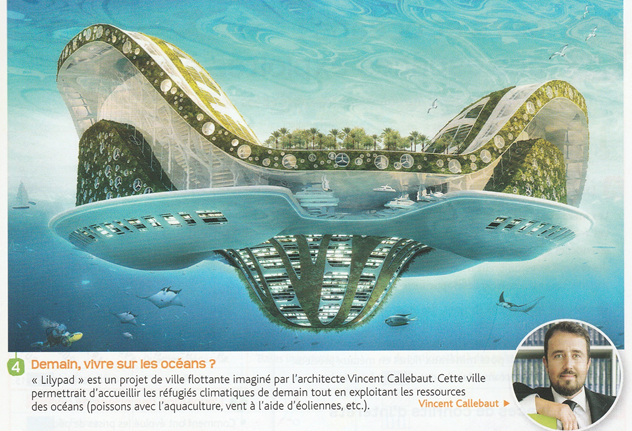 4 Demain, vivre sur les océans ?
« Lilypad » est un projet de ville flottante imaginé par l'architecte Vincent Callebaut. Cette ville
permettrait d'accueillir les réfugiés climatiques de demain tout en exploitant les ressources
des océans (poissons avec l'aquaculture, vent à l'aide d'éoliennes, etc.).
Vincent Callebaut ▶